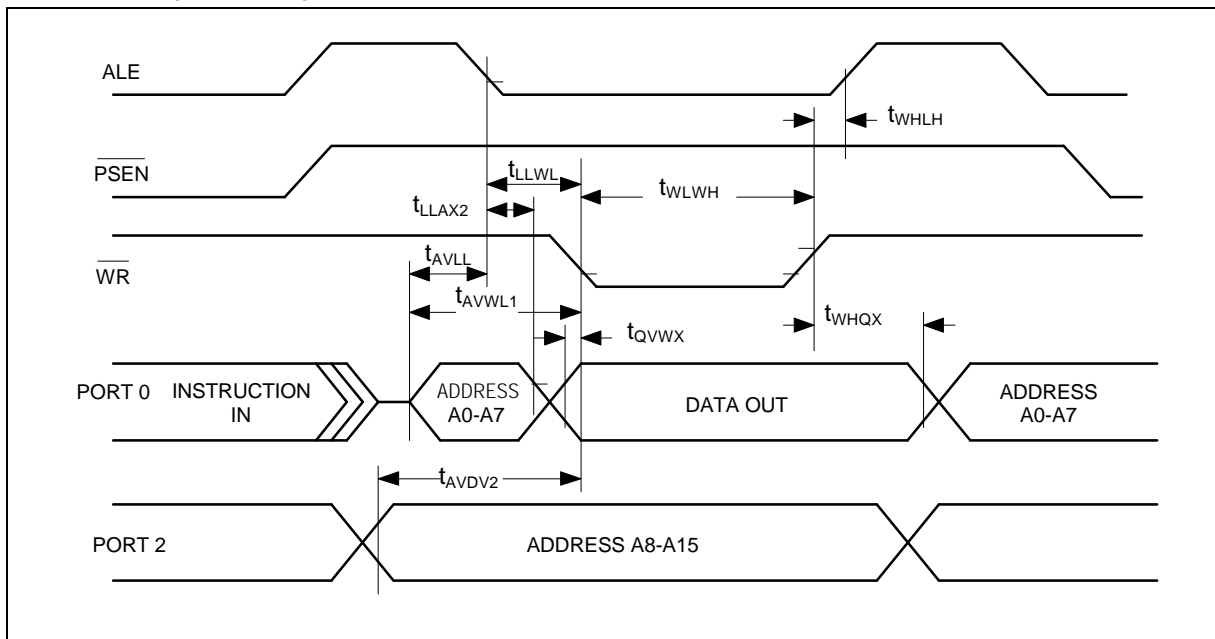 ALE
tWHLH
PSEN
tLLWL
tWLWH
tLLAX2
WR
tAVLL
tAVWL1
tWHQX
tQVWX
PORT 0
INSTRUCTION
IN
ADDRESS
A0-A7
DATA OUT
ADDRESS
A0-A7
tAVDV2
PORT 2
ADDRESS A8-A15